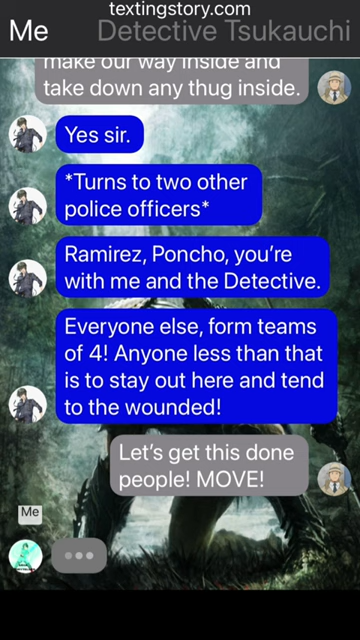 textingstory.com
Me Detective Tsukauchi
make our way inside and
take down any thug inside.
Yes sir.
*Turns to two other
police officers*
Ramirez, Poncho, you’re
with me and the Detective.
Everyone else, form teams
of 4! Anyone less than that
is to stay out here and tend
to the wounded!
Let’s get this done
people! MOVE!
Me